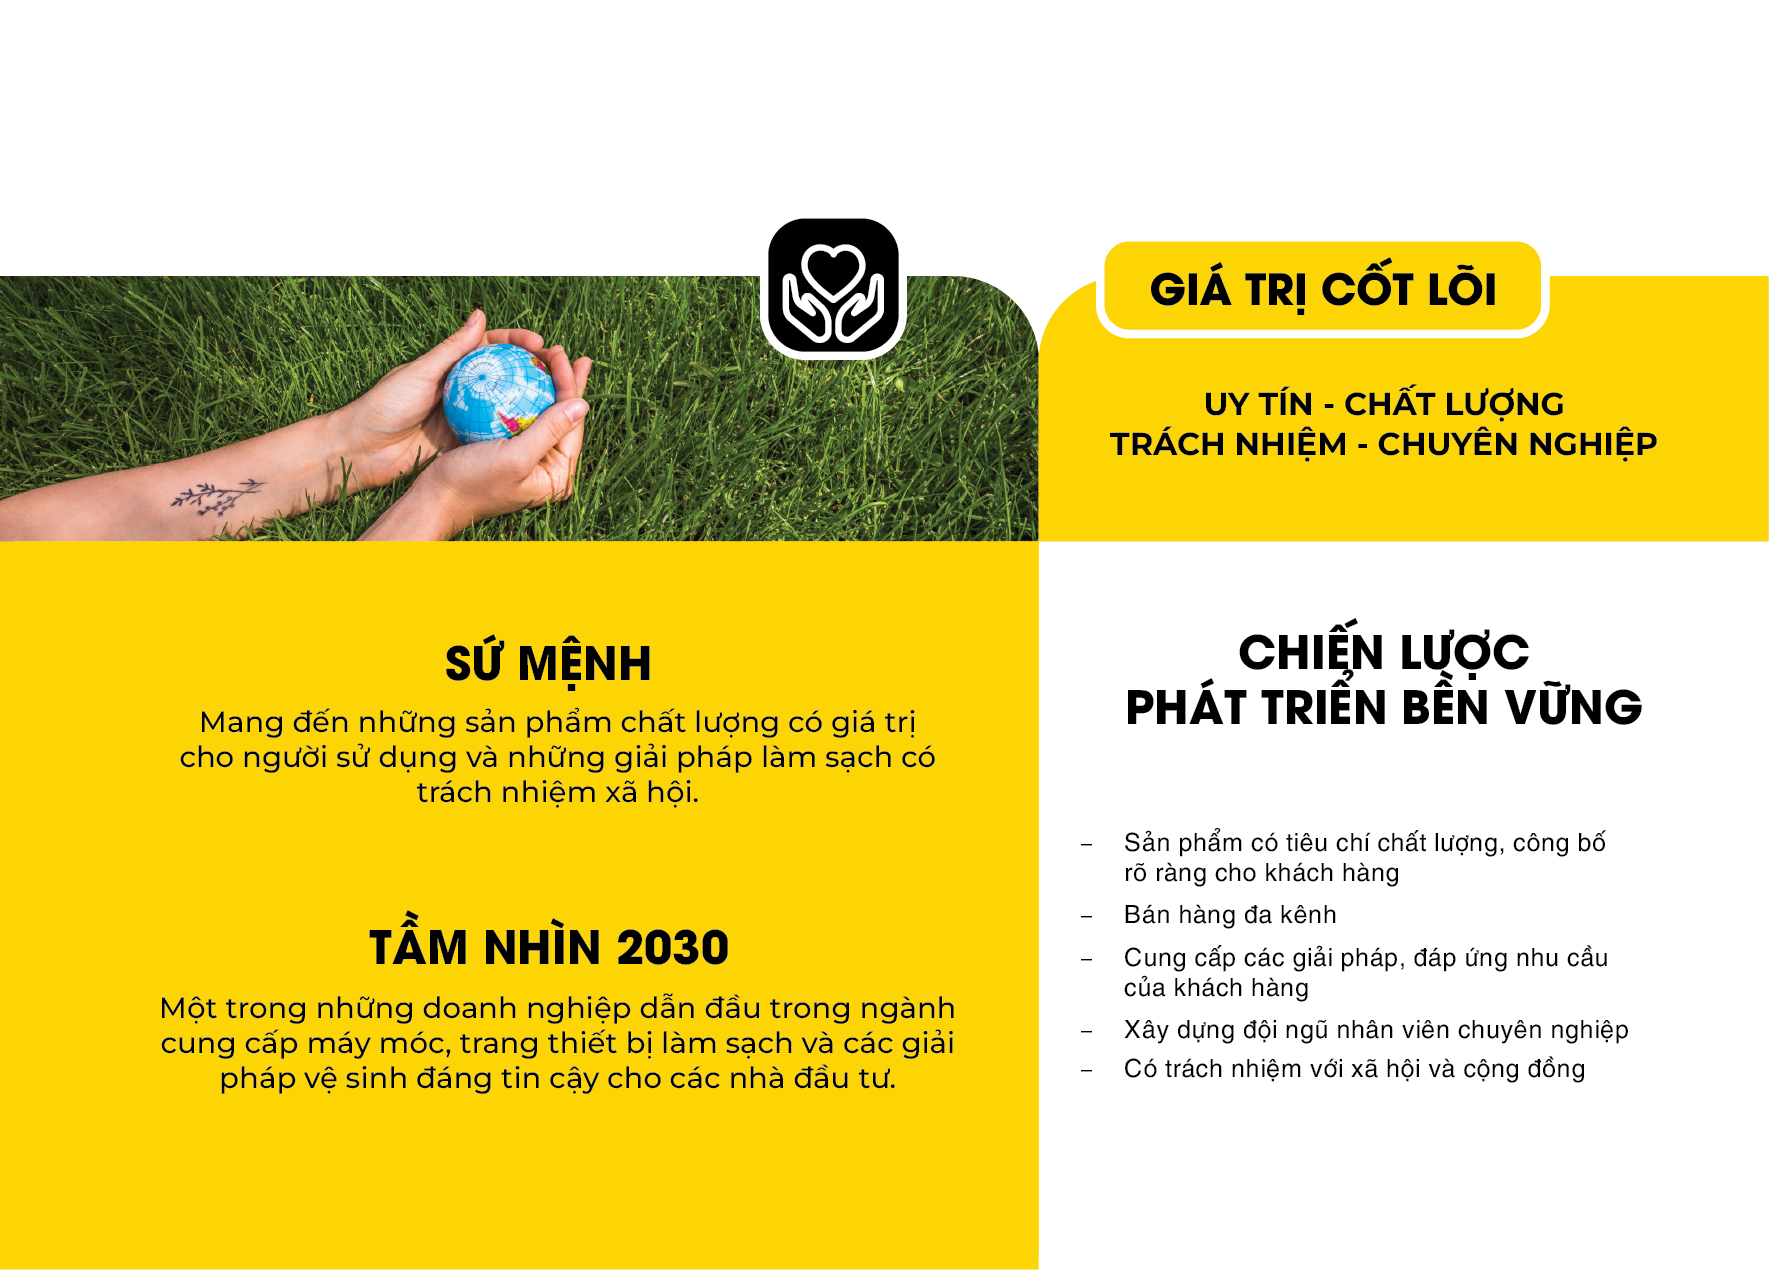 GIÁ TRỊ CỐT LÕI
UY TÍN - CHẤT LƯỢNG
TRÁCH NHIỆM - CHUYÊN NGHIỆP
SỨ MỆNH
Mang đến những sản phẩm chất lượng có giá trị
cho người sử dụng và những giải pháp làm sạch có
trách nhiệm xã hội.
TẦM NHÌN 2030
Một trong những doanh nghiệp dẫn đầu trong ngành
cung cấp máy móc, trang thiết bị làm sạch và các giải
pháp vệ sinh đáng tin cậy cho các nhà đầu tư.
CHIẾN LƯỢC
PHÁT TRIỂN BỀN VỮNG
– Sản phẩm có tiêu chí chất lượng, công bố
rõ ràng cho khách hàng
– Bán hàng đa kênh
– Cung cấp các giải pháp, đáp ứng nhu cầu
của khách hàng
– Xây dựng đội ngũ nhân viên chuyên nghiệp
– Có trách nhiệm với xã hội và cộng đồng